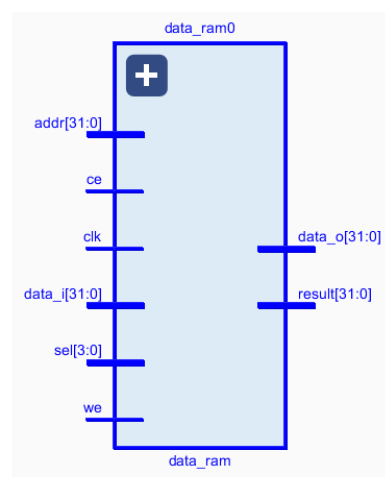 data_ram0
addr[31:0]
ce
clk
data_i[31:0]
sel[3:0]
we
data_o[31:0]
result[31:0]
data_ram